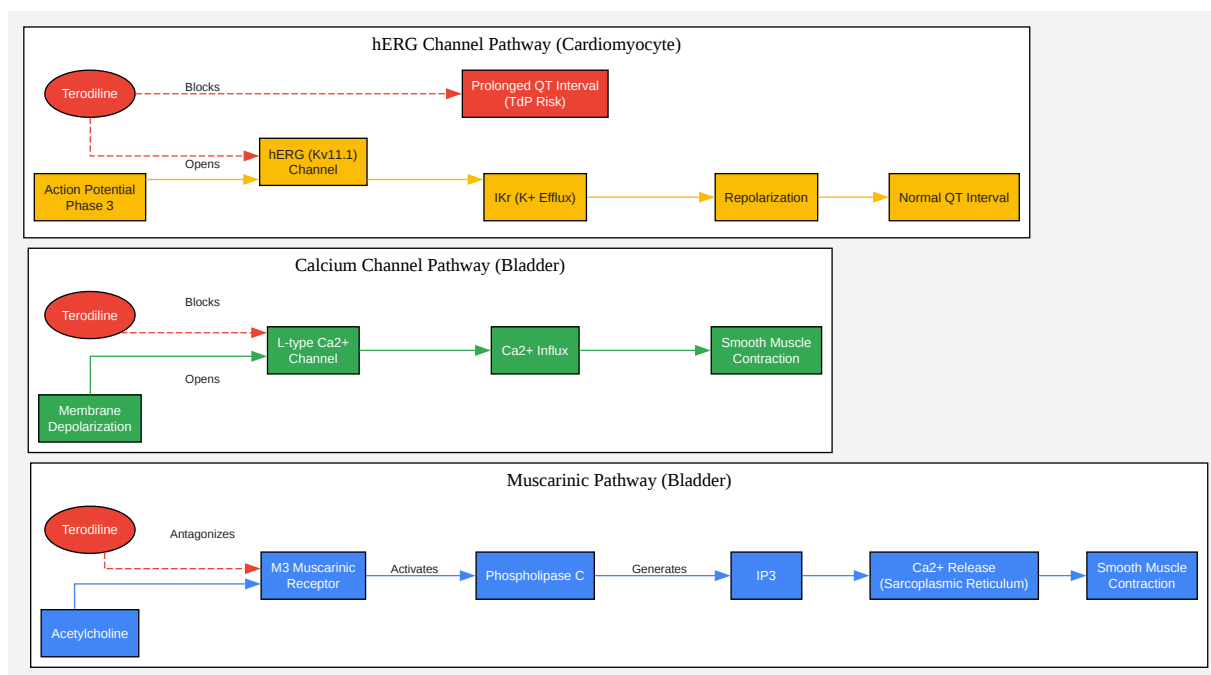 hERG Channel Pathway (Cardiomyocyte)
Terodiline
Blocks
Prolonged QT Interval
(TdP Risk)
hERG (Kv11.1)
Channel
Opens
Action Potential
Phase 3
IKr (K+ Efflux)
Repolarization
Normal QT Interval
Calcium Channel Pathway (Bladder)
Terodiline
Blocks
L-type Ca2+
Channel
Ca2+ Influx
Smooth Muscle
Contraction
Opens
Membrane
Depolarization
Muscarinic Pathway (Bladder)
Terodiline
Antagonizes
M3 Muscarinic
Receptor
Activates
Phospholipase C
Generates
IP3
Ca2+ Release
(Sarcoplasmic Reticulum)
Smooth Muscle
Contraction
Acetylcholine